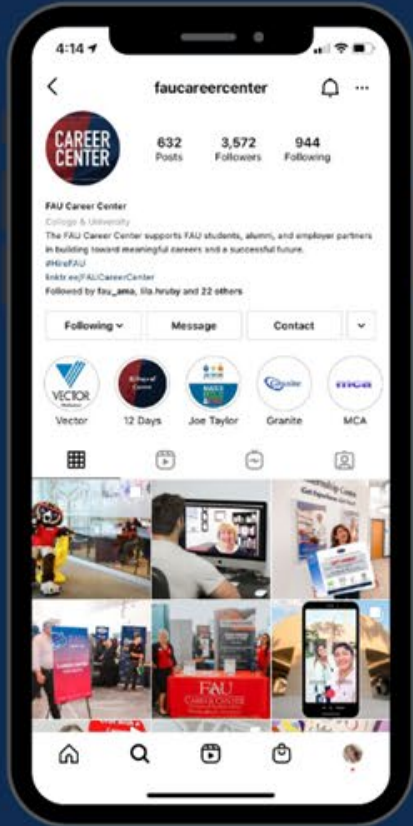 4:14
faucareercenter
CAREER
CENTER
632 3,572 944
Posts Followers Following
FAU Career Center
College & University
The FAU Career Center supports FAU students, alumni, and employer partners
in building toward meaningful careers and a successful future.
#HireFAU
linktr.ee/FAUCareerCenter
Followed by fau_ama, lila.hruby and 22 others
Following Message Contact
VECTOR
Granite
mca
Vector 12 Days Joe Taylor Granite MCA
Internship Corner
FAU
CAREER CENTER